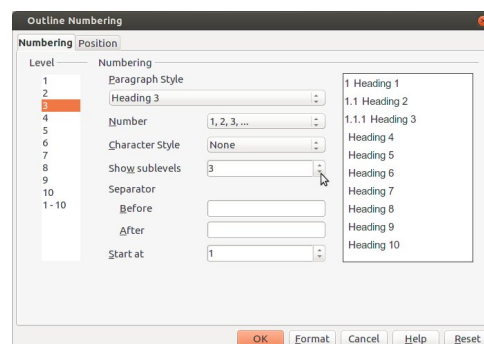 Outline Numbering
Numbering Position
Level
1
2
3
4
5
6
7
8
9
10
1 - 10
Numbering
Paragraph Style
Heading 3
Number 1, 2, 3, ...
Character Style None
Show sublevels 3
Separator
Before
After
Start at 1
1 Heading 1
1.1 Heading 2
1.1.1 Heading 3
Heading 4
Heading 5
Heading 6
Heading 7
Heading 8
Heading 9
Heading 10
OK Format Cancel Help Reset